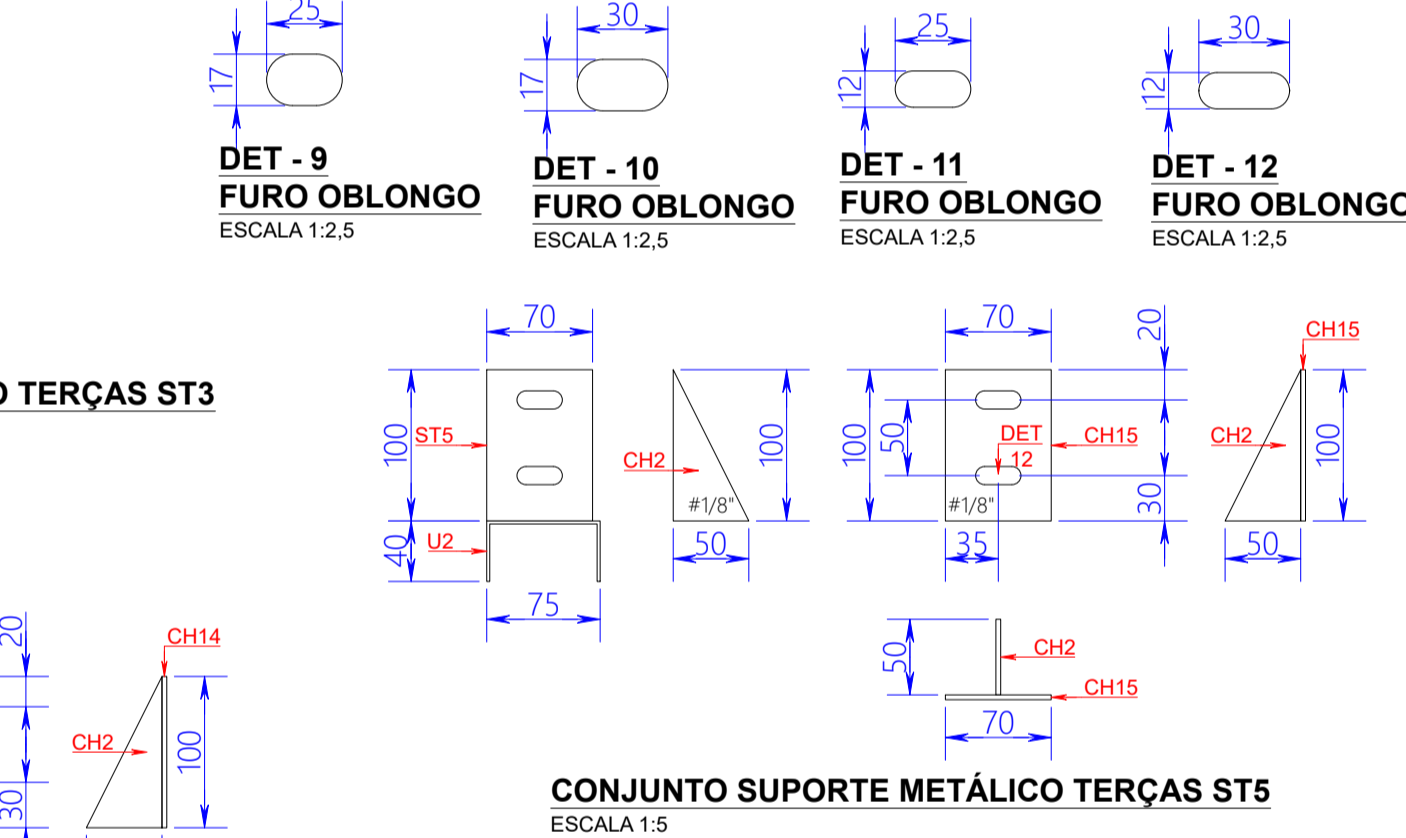 25
17
DET - 9
FURO OBLONGO
ESCALA 1:2,5
30
17
DET - 10
FURO OBLONGO
ESCALA 1:2,5
25
12
DET - 11
FURO OBLONGO
ESCALA 1:2,5
30
12
DET - 12
FURO OBLONGO
ESCALA 1:2,5
O TERÇAS ST3
70
100
ST5
40
U2
75
CH2
#1/8"
100
50
70
100
50
DET
12
CH15
#1/8"
35
20
30
CH15
CH2
100
50
50
CH2
CH15
70
20
30
CH14
CH2
100
CONJUNTO SUPORTE METÁLICO TERÇAS ST5
ESCALA 1:5